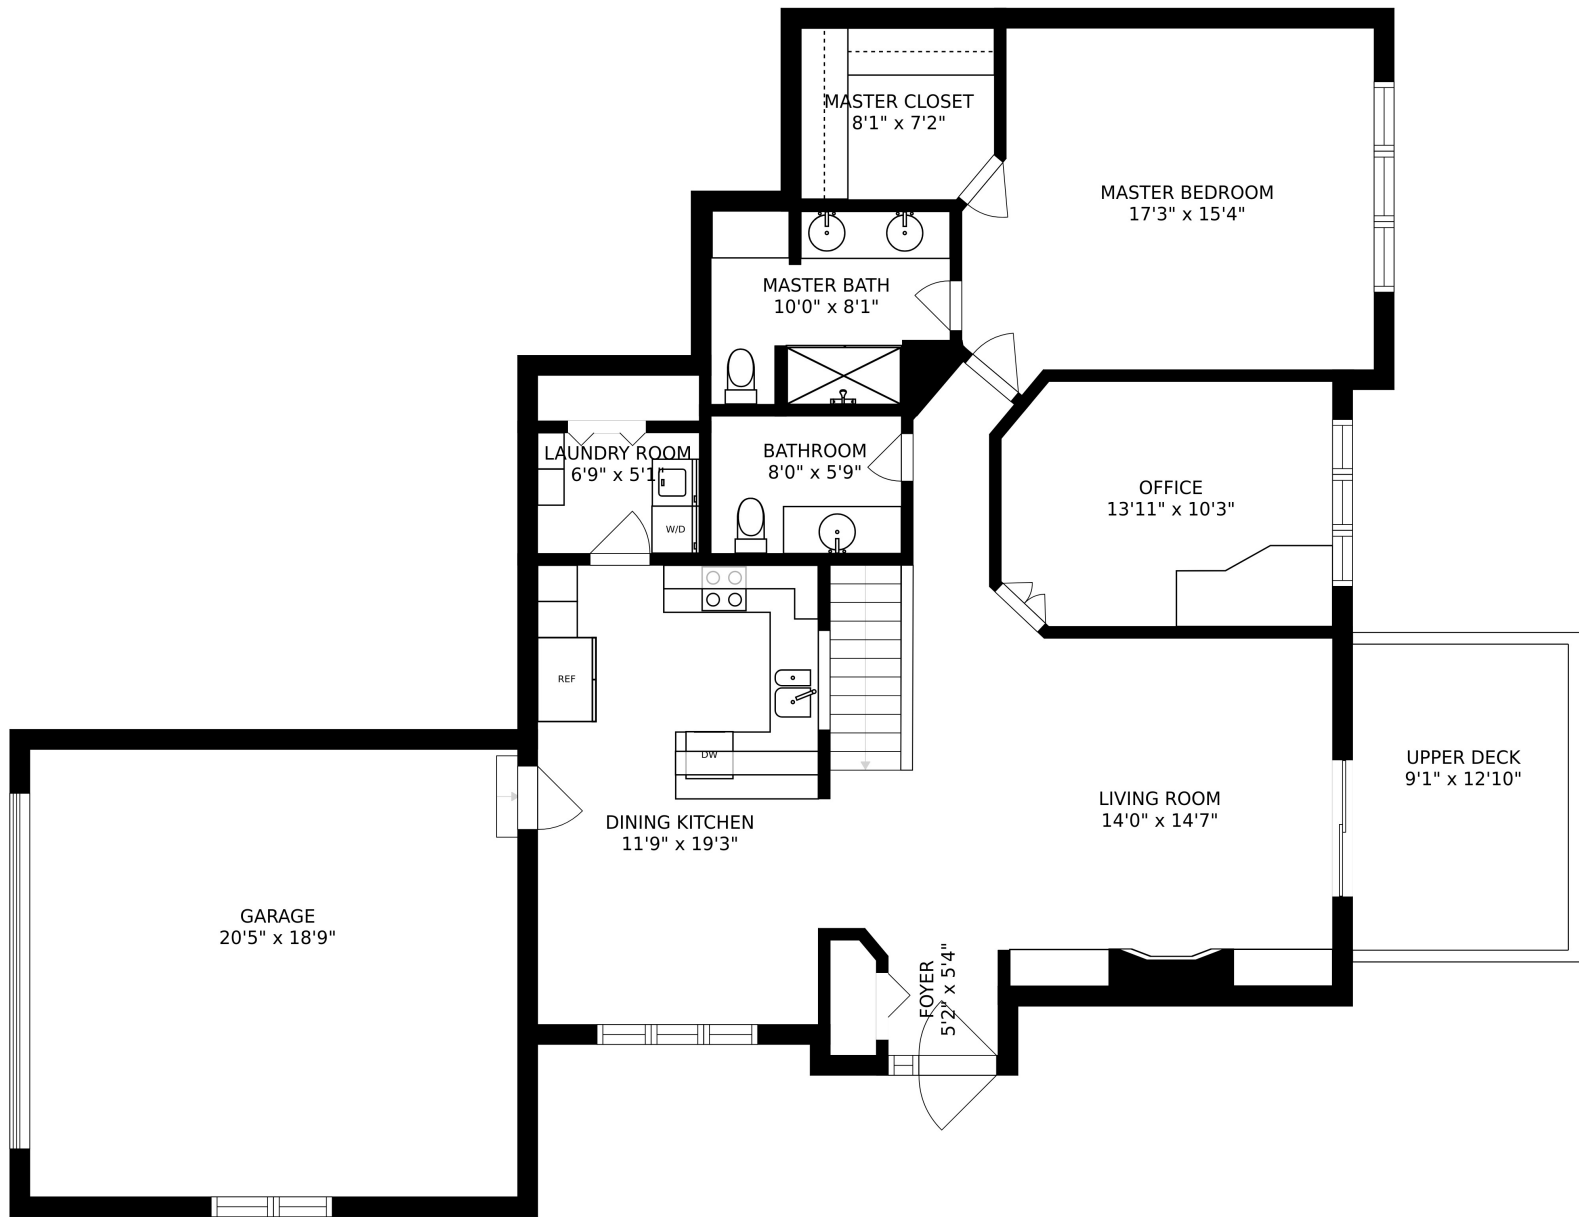 MASTER CLOSET
8'1" x 7'2"
MASTER BEDROOM
17'3" x 15'4"
MASTER BATH
10'0" x 8'1"
LAUNDRY ROOM
6'9" x 5'1"
BATHROOM
8'0" x 5'9"
OFFICE
13'11" x 10'3"
W/D
REF
DW
UPPER DECK
9'1" x 12'10"
LIVING ROOM
14'0" x 14'7"
DINING KITCHEN
11'9" x 19'3"
GARAGE
20'5" x 18'9"
FOYER
5'2" x 5'4"